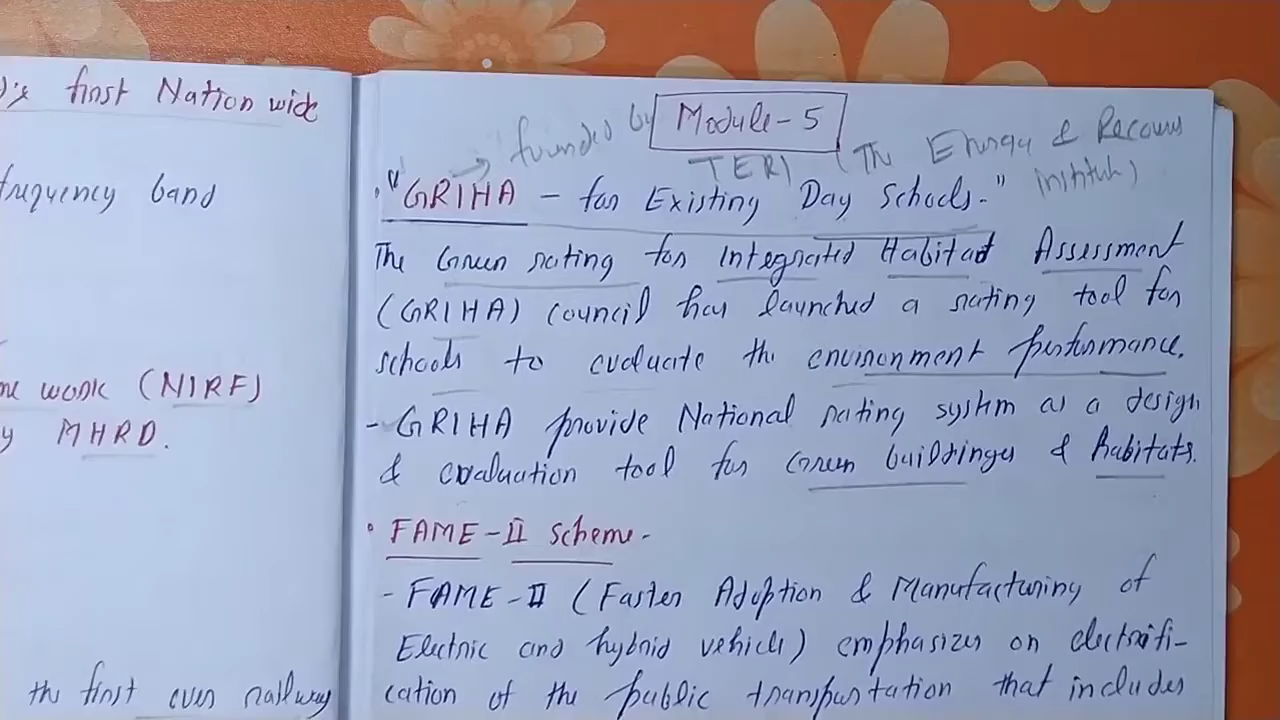 ):x first Nation wide
frequency band
me work (NIRF)
y MHRD.
the first ever railway
Module-5
→ founded by
TERI (The Energy & Recours
institute)
"GRIHA - for Existing Day Schools."
The Green rating for Integrated Habitat Assessment
(GRIHA) council has launched a rating tool for
schools to evaluate the environment performance.
- GRIHA provide National rating system as a design
& evaluation tool for Green buildings & habitats.
• FAME-II Scheme-
- FAME-II (Faster Adoption & Manufacturing of
Electric and hybrid vehicle) emphasizes on electrifi-
cation of the public transportation that includes